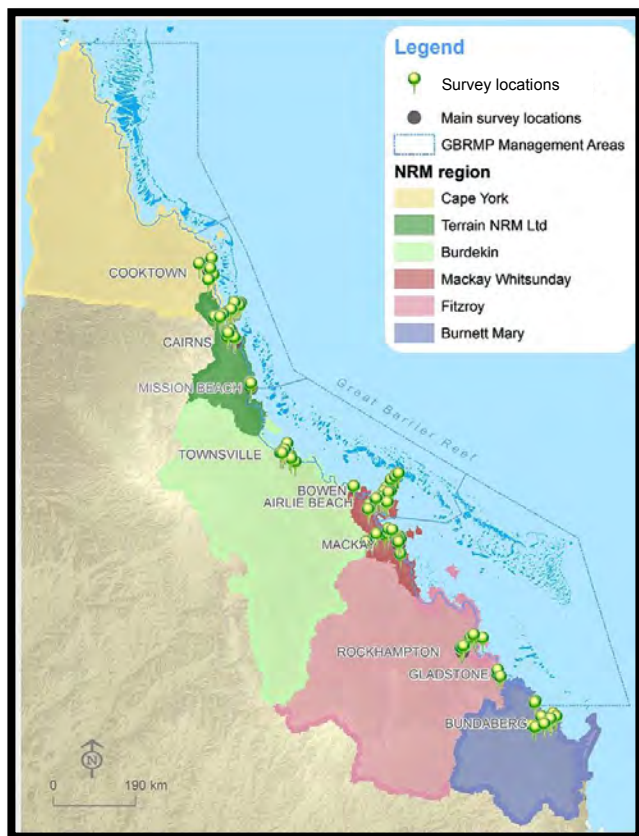 Legend
Survey locations
Main survey locations
GBRMP Management Areas
NRM region
Cape York
Terrain NRM Ltd
Burdekin
Mackay Whitsunday
Fitzroy
Burnett Mary
COOKTOWN
CAIRNS
MISSION BEACH
Great Barrier Reef
TOWNSVILLE
BOWEN
AIRLIE BEACH
MACKAY
ROCKHAMPTON
GLADSTONE
BUNDABERG
N
0 190 km